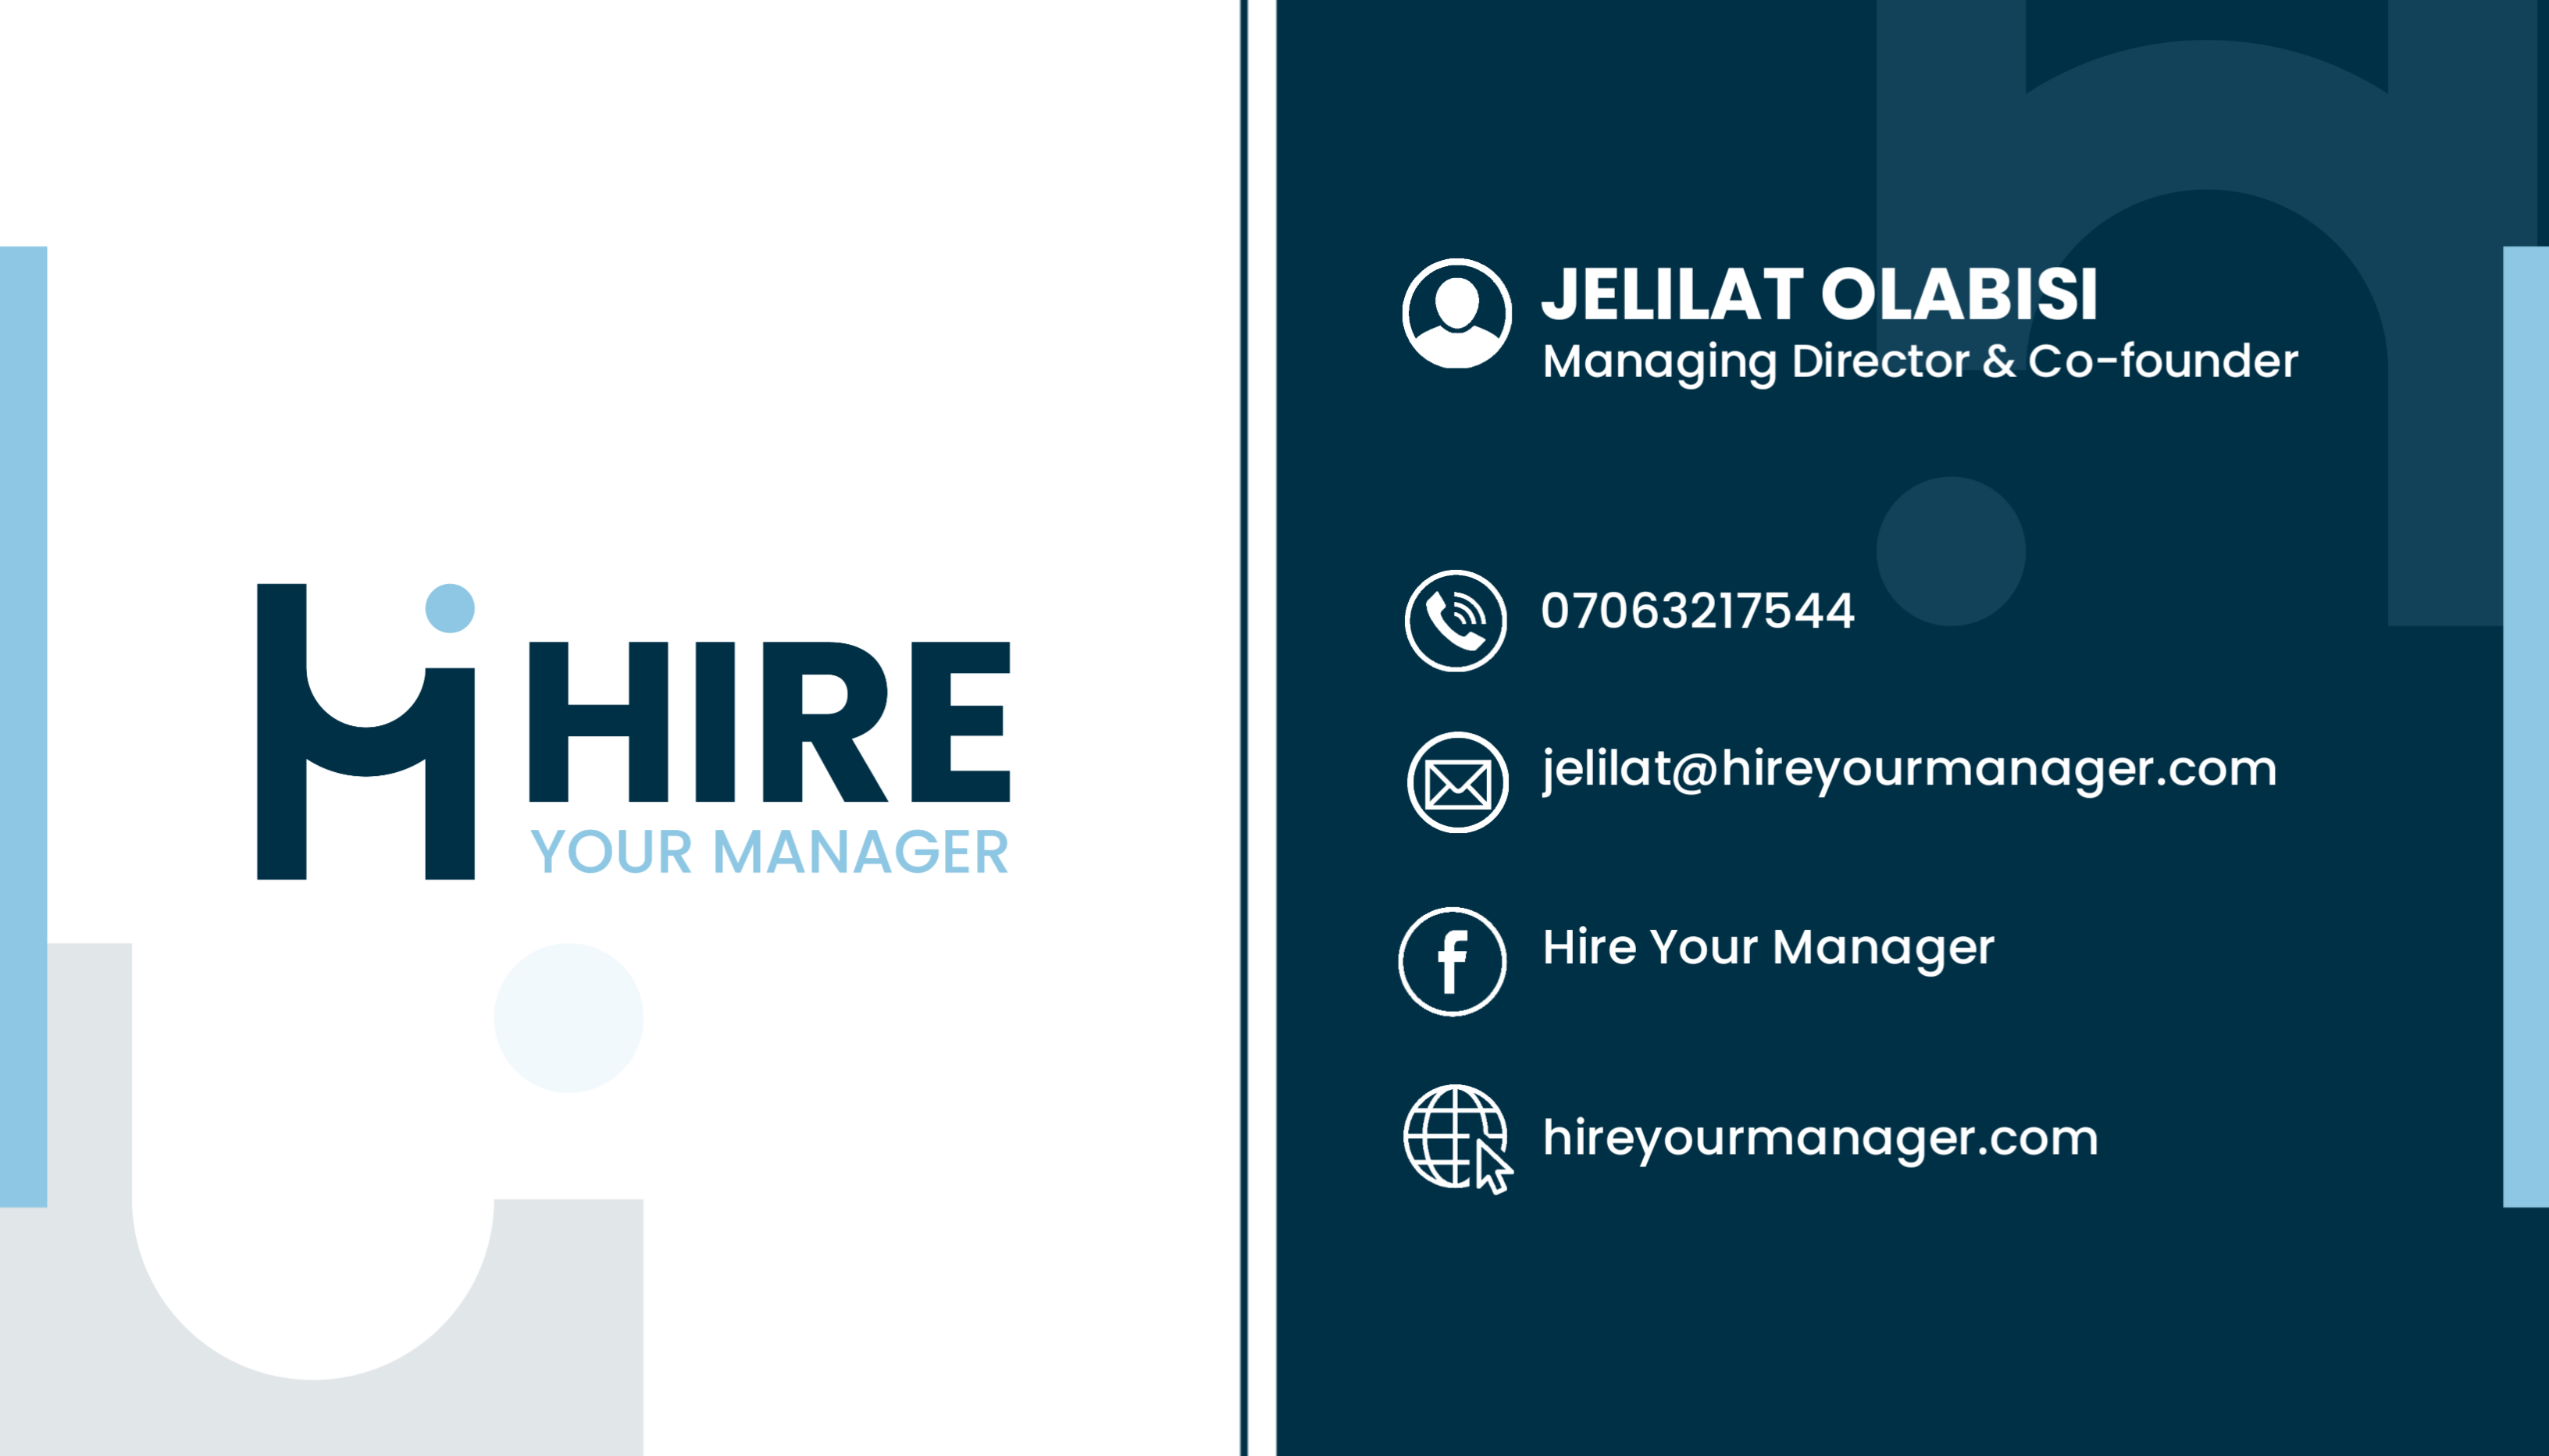 HIRE
YOUR MANAGER
JELILAT OLABISI
Managing Director & Co-founder
07063217544
jelilat@hireyourmanager.com
Hire Your Manager
hireyourmanager.com